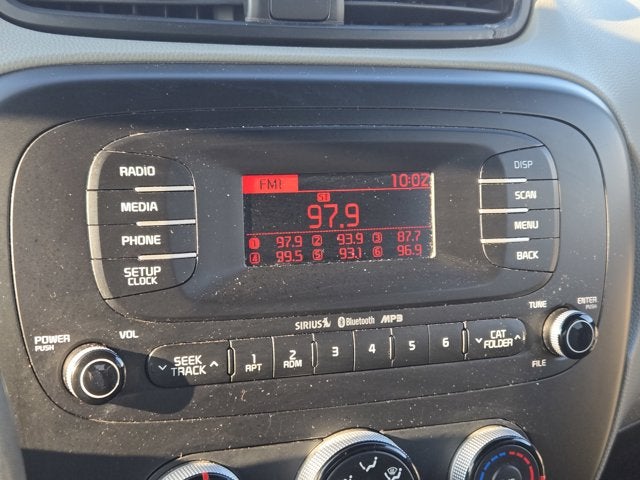 RADIO
MEDIA
PHONE
SETUP
CLOCK
FM1 10:02
97.9
1 97.9 2 93.9 3 87.7
4 99.5 5 93.1 6 96.9
DISP
SCAN
MENU
BACK
POWER
PUSH
VOL
SIRIUS Bluetooth MP3
TUNE
ENTER
PUSH
SEEK
TRACK
1
RPT
2
RDM
3
4
5
6
CAT
FOLDER
FILE